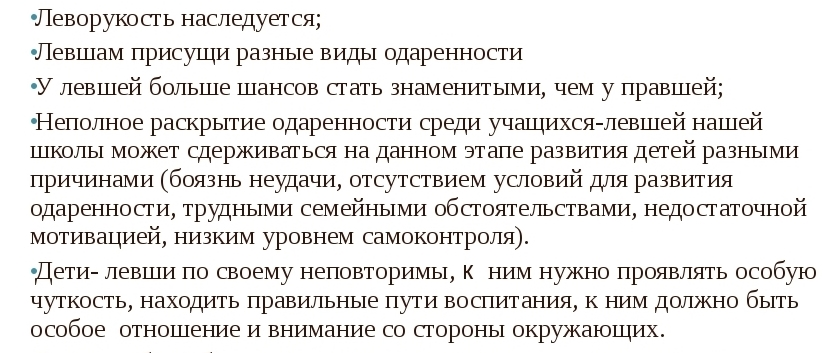 •Леворукость наследуется;
•Левшам присущи разные виды одаренности
•У левшей больше шансов стать знаменитыми, чем у правшей;
•Неполное раскрытие одаренности среди учащихся-левшей нашей
школы может сдерживаться на данном этапе развития детей разными
причинами (боязнь неудачи, отсутствием условий для развития
одаренности, трудными семейными обстоятельствами, недостаточной
мотивацией, низким уровнем самоконтроля).
•Дети- левши по своему неповторимы, к  ним нужно проявлять особую
чуткость, находить правильные пути воспитания, к ним должно быть
особое  отношение и внимание со стороны окружающих.